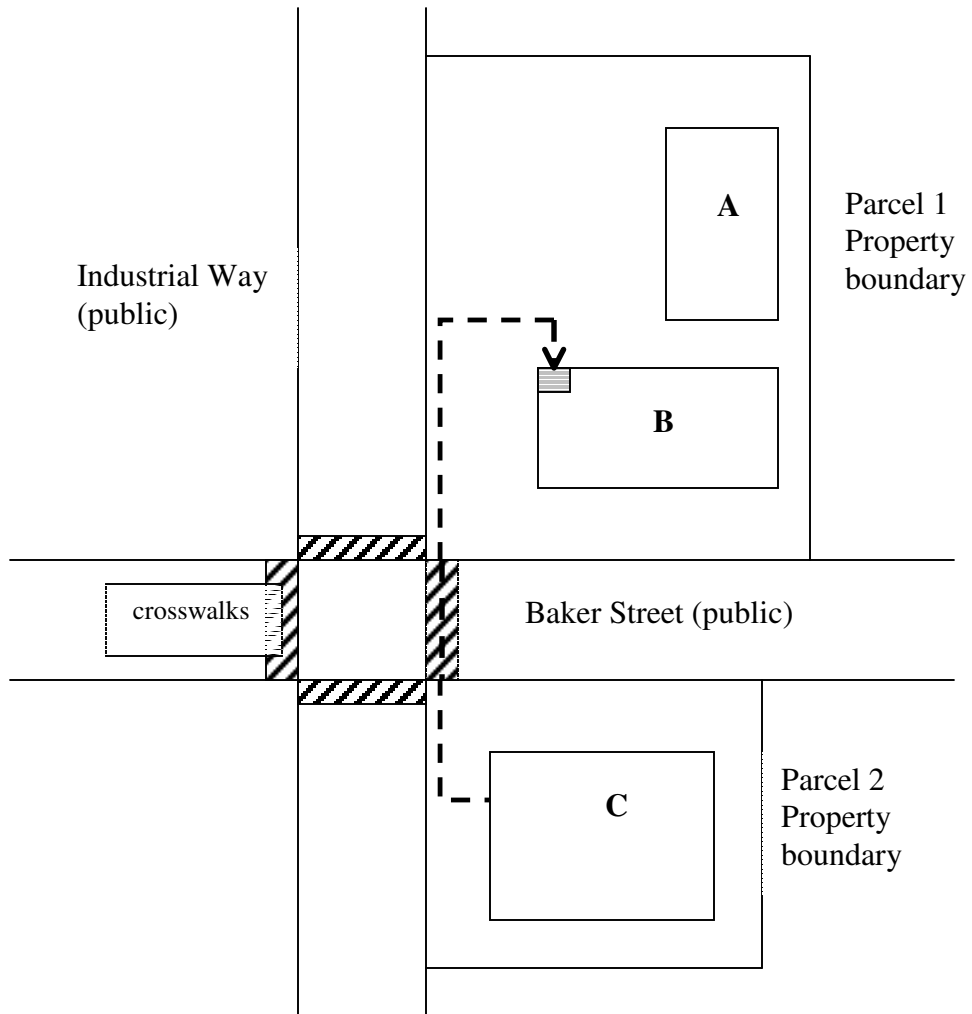 A
Parcel 1
Property
boundary
Industrial Way
(public)
B
crosswalks
Baker Street (public)
C
Parcel 2
Property
boundary